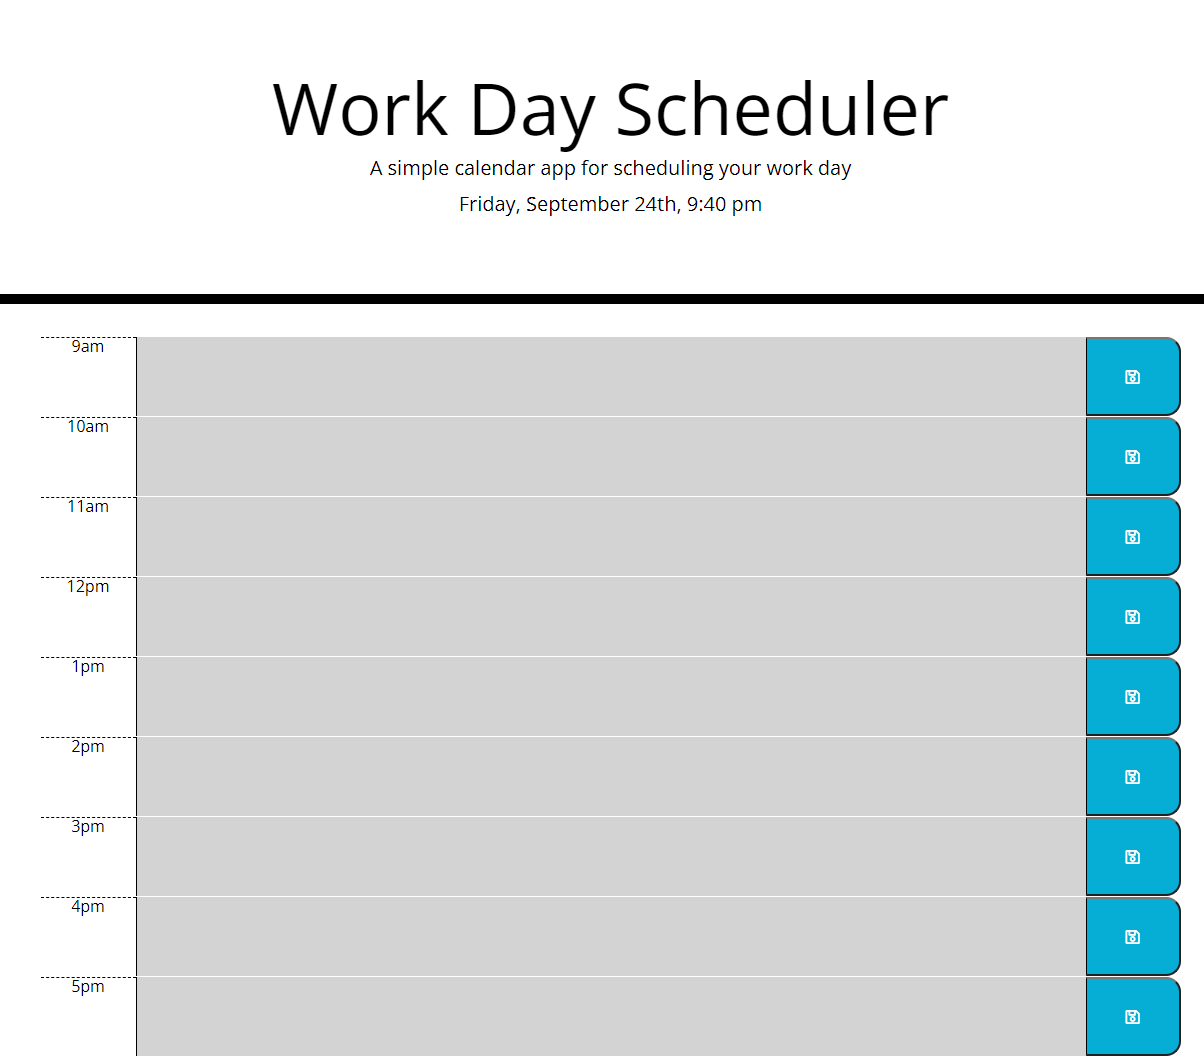 Work Day Scheduler
A simple calendar app for scheduling your work day
Friday, September 24th, 9:40 pm
9am
10am
11am
12pm
1pm
2pm
3pm
4pm
5pm